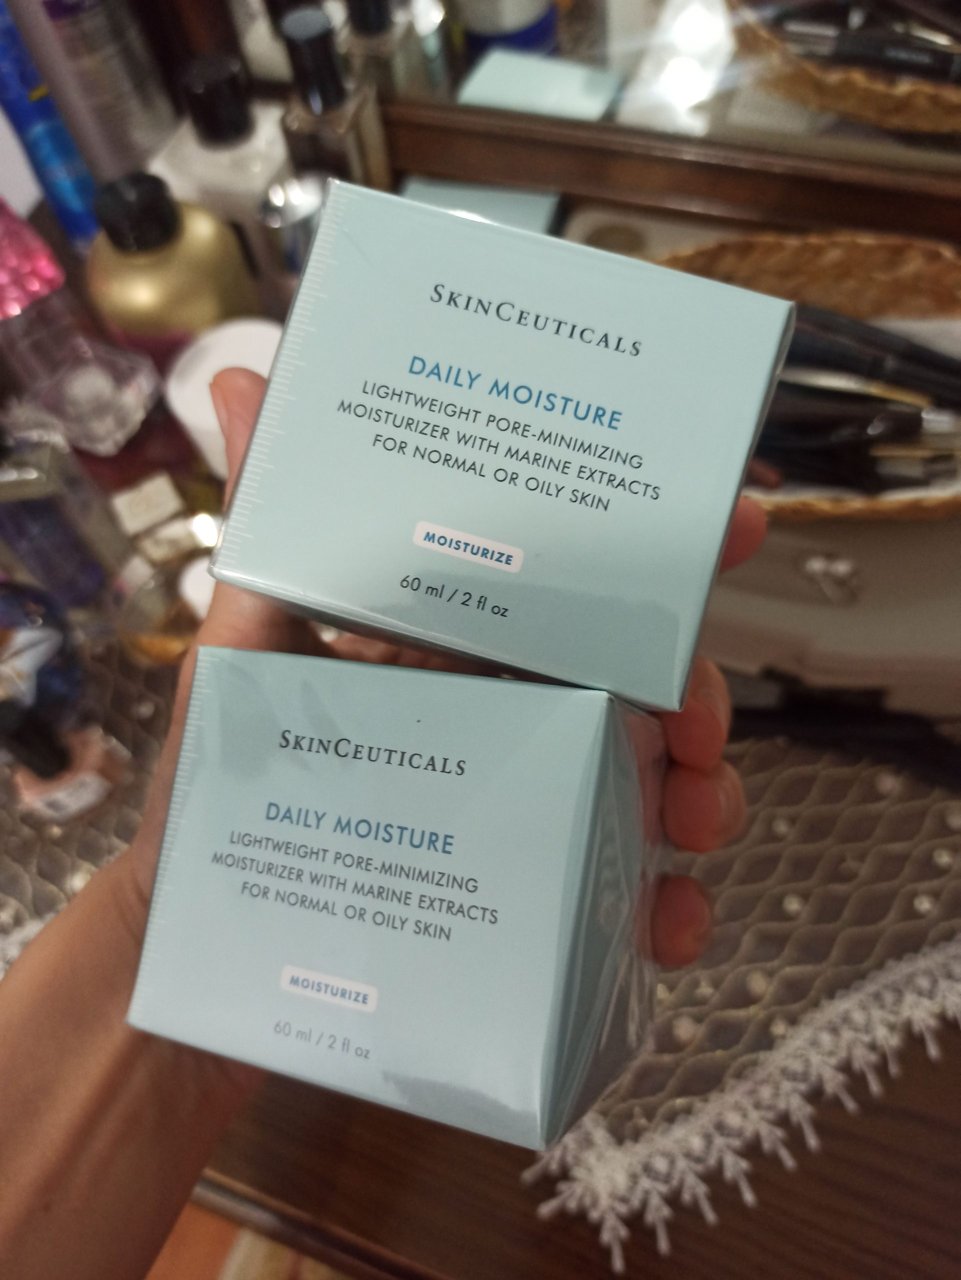 SKINCEUTICALS
DAILY MOISTURE
LIGHTWEIGHT PORE-MINIMIZING
MOISTURIZER WITH MARINE EXTRACTS
FOR NORMAL OR OILY SKIN
MOISTURIZE
60 ml / 2 fl oz
SKINCEUTICALS
DAILY MOISTURE
LIGHTWEIGHT PORE-MINIMIZING
MOISTURIZER WITH MARINE EXTRACTS
FOR NORMAL OR OILY SKIN
MOISTURIZE
60 ml / 2 fl oz